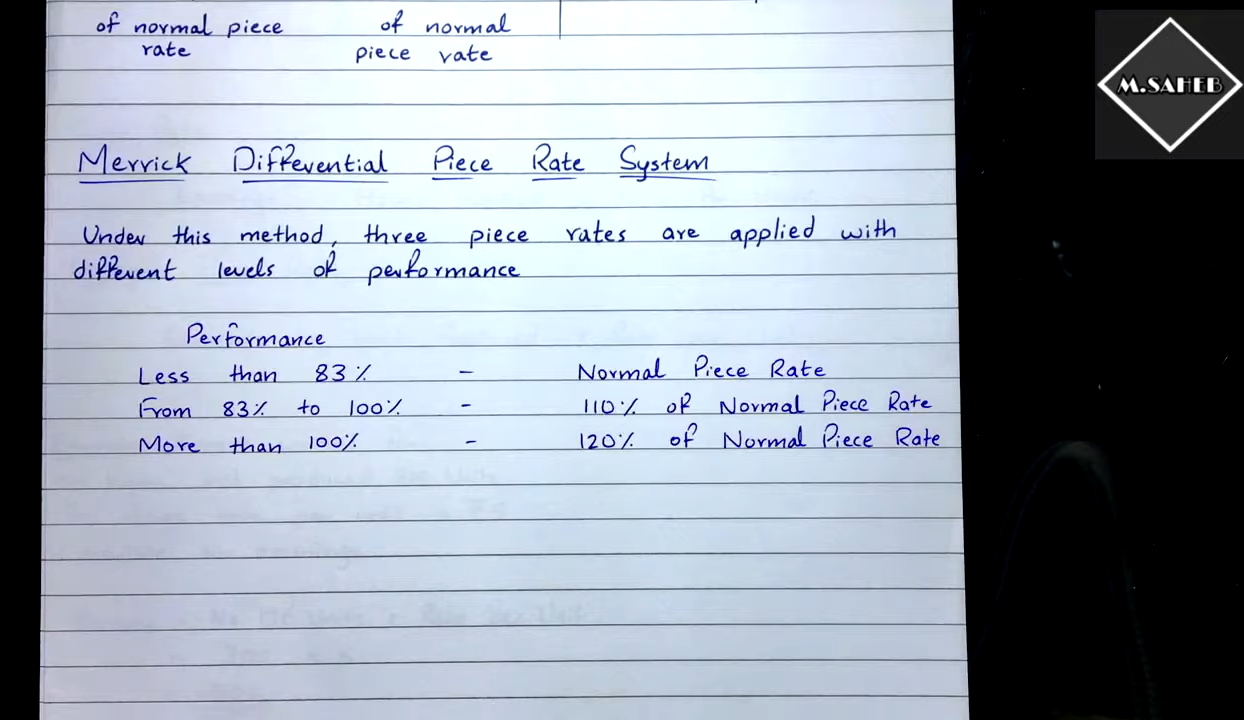 of normal piece rate
of normal piece rate
Merrick Differential Piece Rate System
Under this method, three piece rates are applied with
different levels of performance
Performance
Less than 83% - Normal Piece Rate
From 83% to 100% - 110% of Normal Piece Rate
More than 100% - 120% of Normal Piece Rate
M.SAHEB